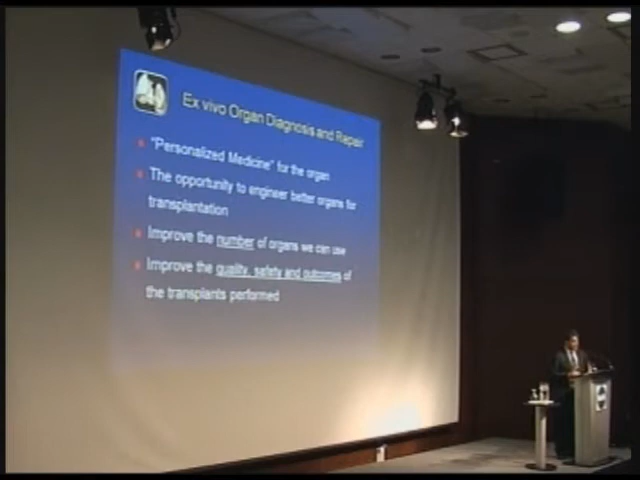 Ex vivo Organ Diagnosis and Repair
"Personalized Medicine" for the organ
The opportunity to engineer better organs for
transplantation
Improve the number of organs we can use
Improve the quality, safety and outcomes of
the transplants performed